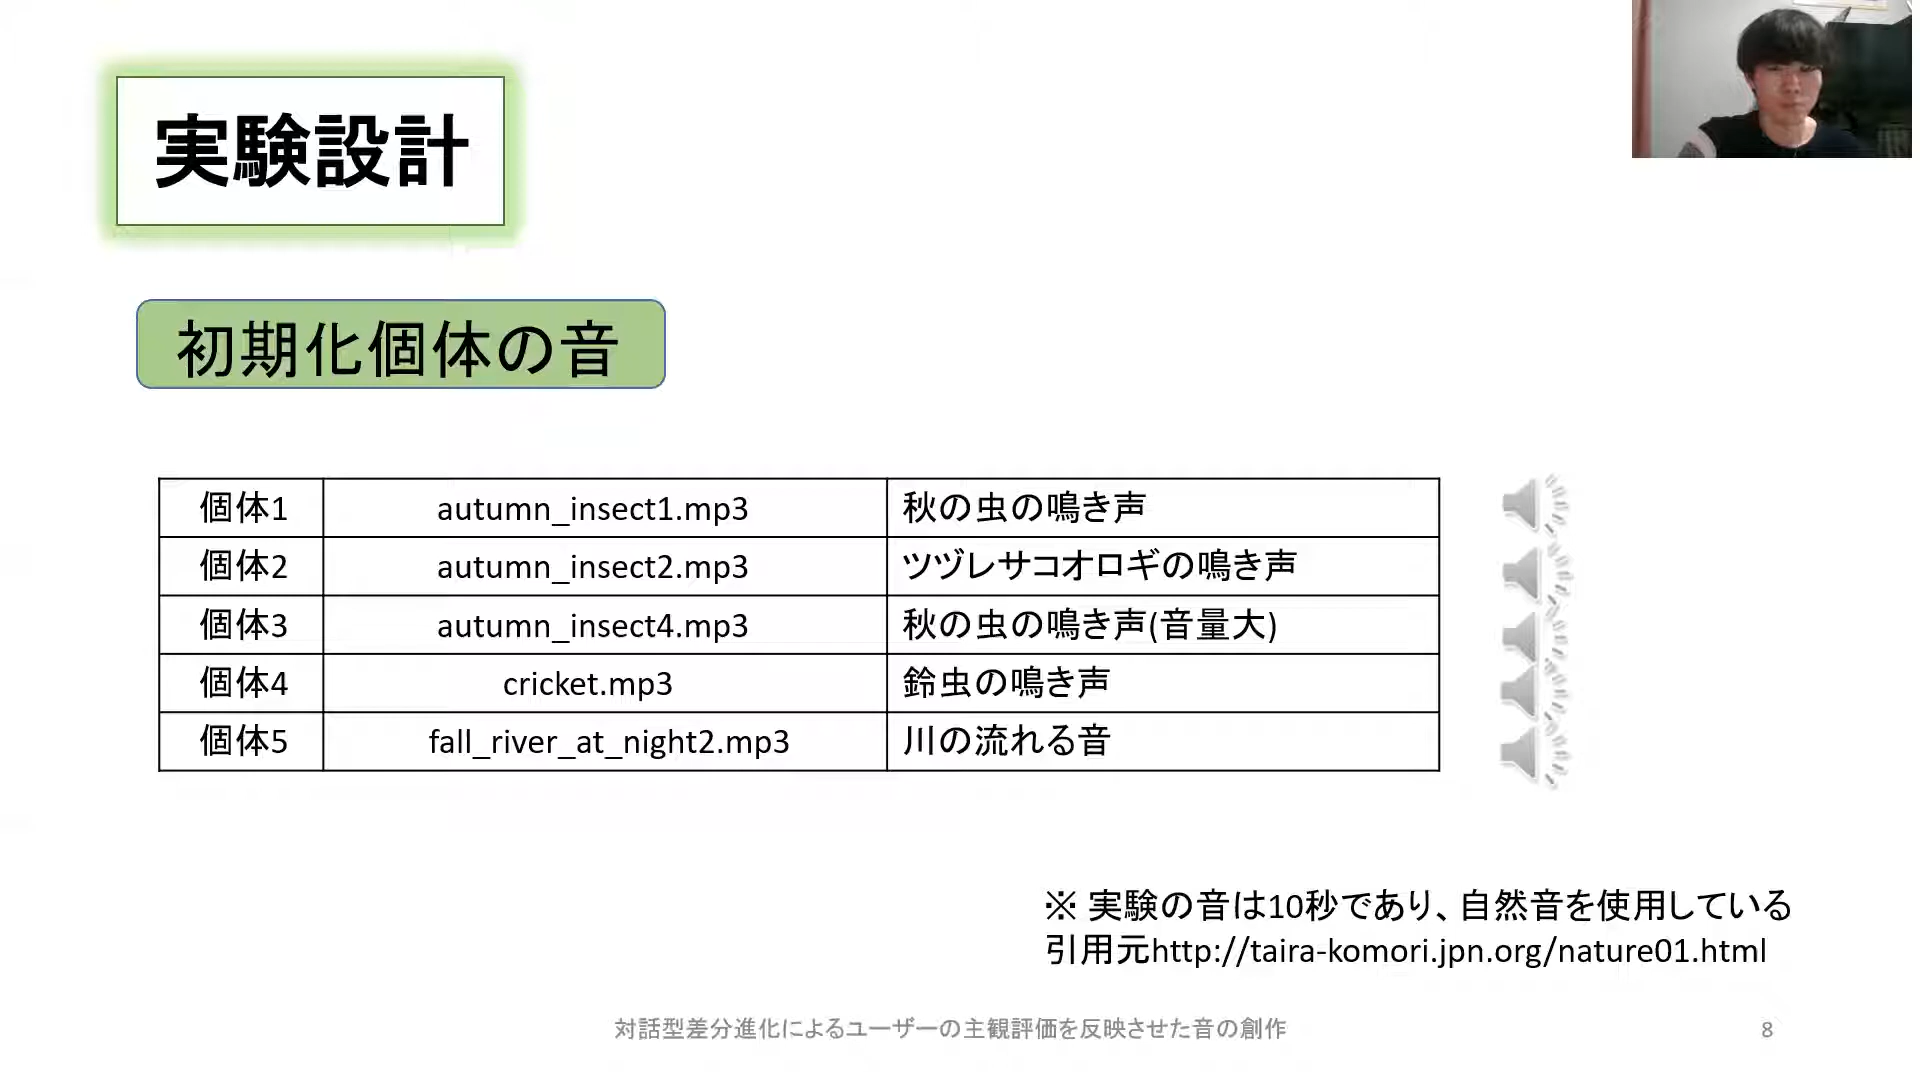 実験設計
初期化個体の音
個体1 autumn_insect1.mp3 秋の虫の鳴き声
個体2 autumn_insect2.mp3 ツヅレサコオロギの鳴き声
個体3 autumn_insect4.mp3 秋の虫の鳴き声(音量大)
個体4 cricket.mp3 鈴虫の鳴き声
個体5 fall_river_at_night2.mp3 川の流れる音
※ 実験の音は10秒であり、自然音を使用している
引用元http://taira-komori.jpn.org/nature01.html
対話型差分進化によるユーザーの主観評価を反映させた音の創作 8